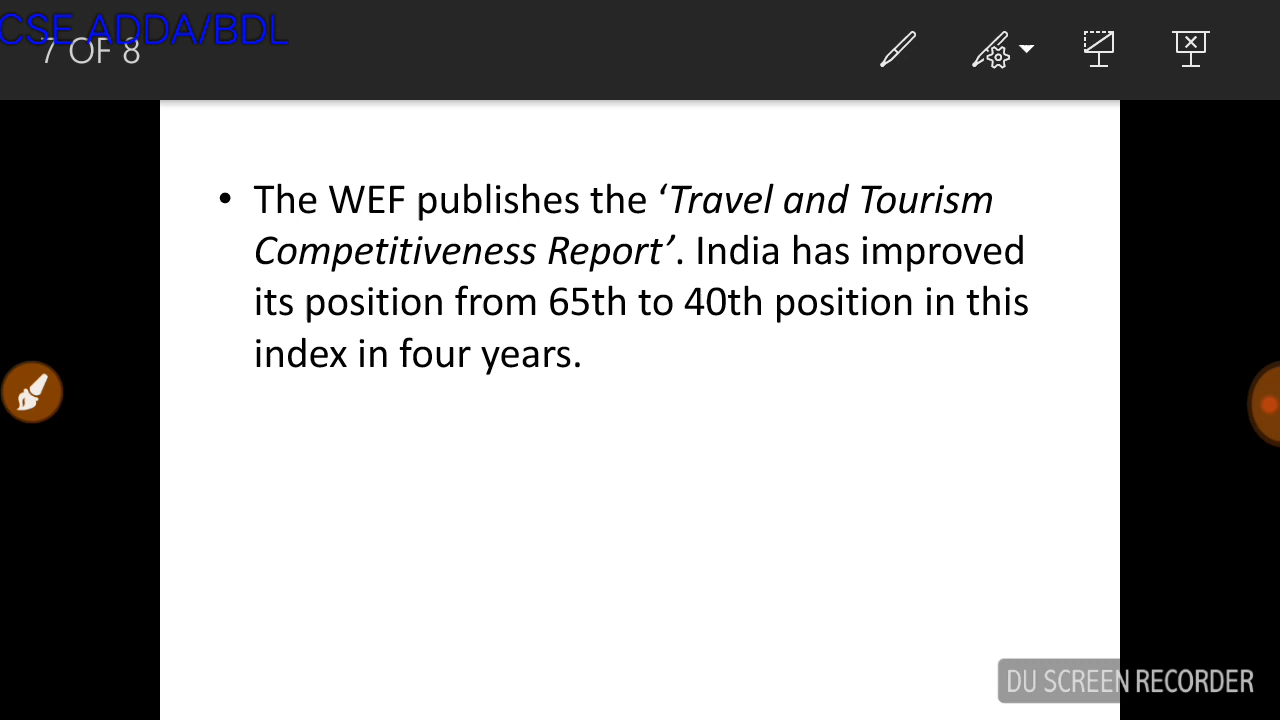 CSE ADDA/BDL
7 OF 8
• The WEF publishes the ‘Travel and Tourism
Competitiveness Report’. India has improved
its position from 65th to 40th position in this
index in four years.
DU SCREEN RECORDER